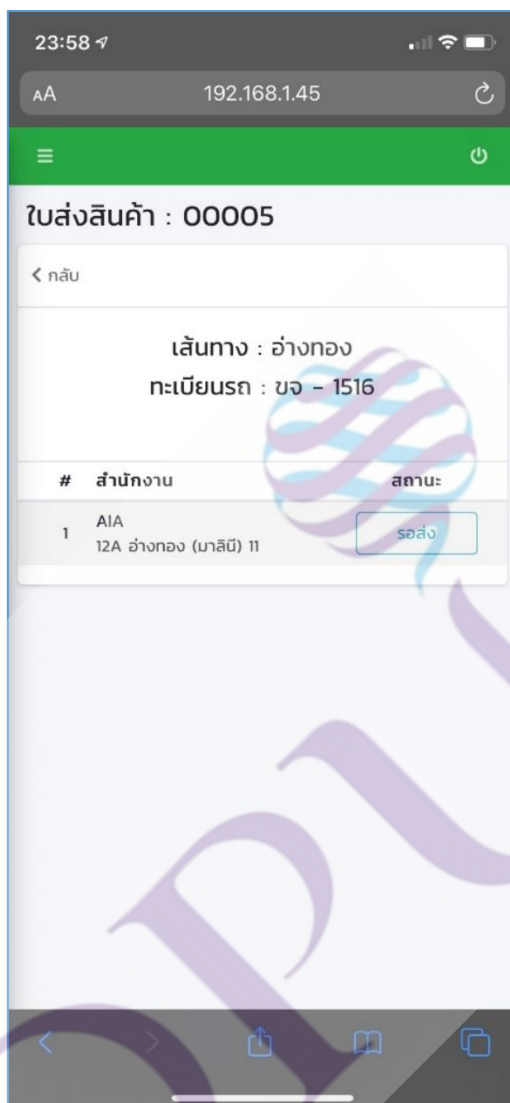 23:58
AA 192.168.1.45
ใบส่งสินค้า : 00005
กลับ
เส้นทาง : อ่างทอง
ทะเบียนรถ : ขจ - 1516
# สำนักงาน สถานะ
1 AIA
12A อ่างทอง (มาลินี) 11
รอส่ง